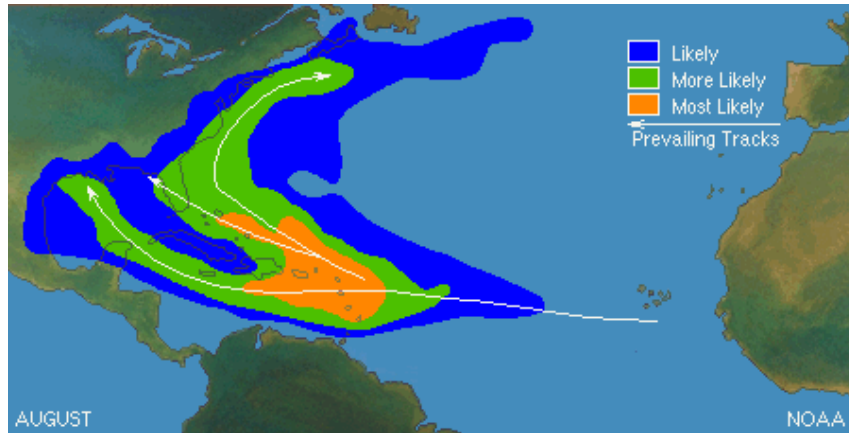 Likely
More Likely
Most Likely
Prevailing Tracks
AUGUST
NOAA